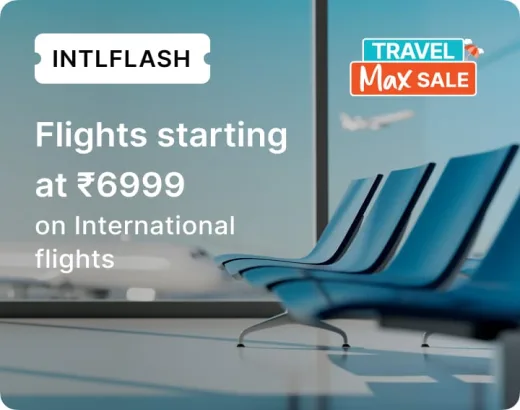 INTLFLASH
TRAVEL
Max SALE
Flights starting
at ₹6999
on International
flights